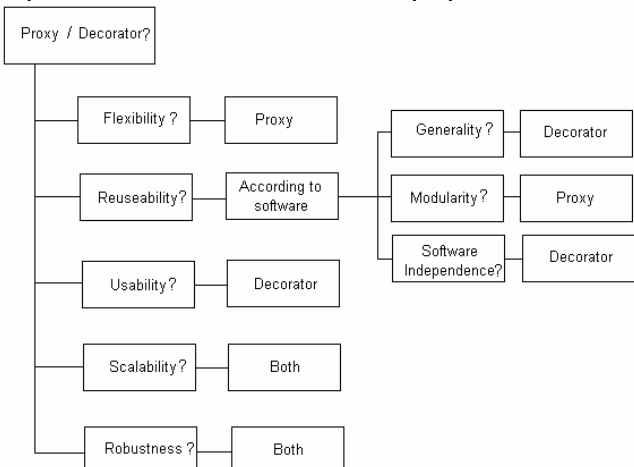 Proxy / Decorator?
Flexibility ?
Proxy
Generality ?
Decorator
Reuseability?
According to
software
Modularity ?
Proxy
Software
Independence?
Decorator
Usability ?
Decorator
Scalability ?
Both
Robustness ?
Both